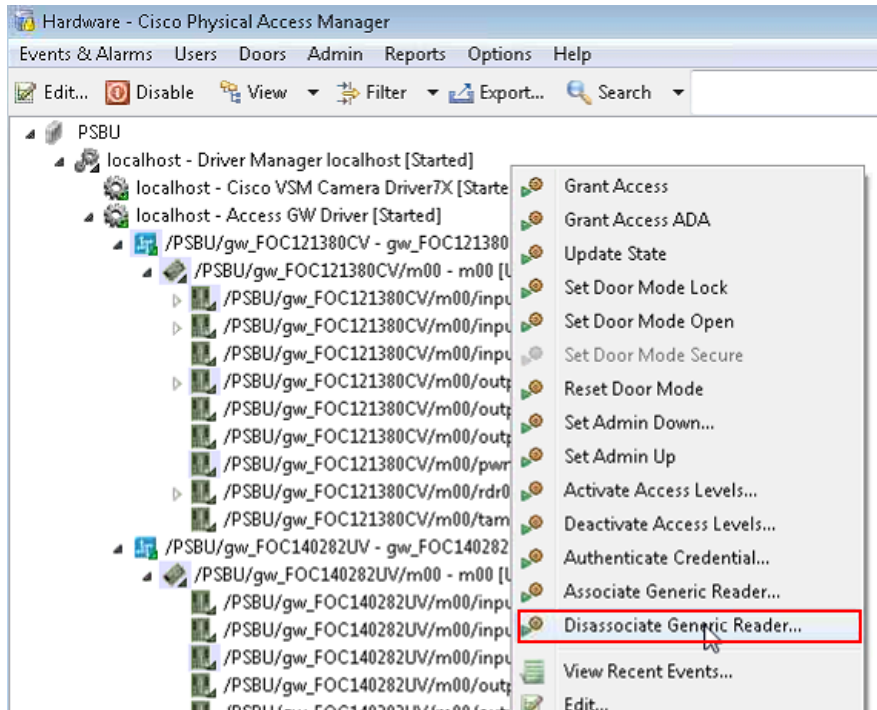 Hardware - Cisco Physical Access Manager
Events & Alarms Users Doors Admin Reports Options Help
Edit... Disable View Filter Export... Search
PSBU
localhost - Driver Manager localhost [Started]
localhost - Cisco VSM Camera Driver7X [Starte
localhost - Access GW Driver [Started]
/PSBU/gw_FOC121380CV - gw_FOC121380
/PSBU/gw_FOC121380CV/m00 - m00 [U
/PSBU/gw_FOC121380CV/m00/inpu
/PSBU/gw_FOC121380CV/m00/inpu
/PSBU/gw_FOC121380CV/m00/inpu
/PSBU/gw_FOC121380CV/m00/outp
/PSBU/gw_FOC121380CV/m00/outp
/PSBU/gw_FOC121380CV/m00/outp
/PSBU/gw_FOC121380CV/m00/pwr
/PSBU/gw_FOC121380CV/m00/rdr0
/PSBU/gw_FOC121380CV/m00/tam
/PSBU/gw_FOC140282UV - gw_FOC140282
/PSBU/gw_FOC140282UV/m00 - m00 [U
/PSBU/gw_FOC140282UV/m00/inpu
/PSBU/gw_FOC140282UV/m00/inpu
/PSBU/gw_FOC140282UV/m00/inpu
/PSBU/gw_FOC140282UV/m00/outp
Grant Access
Grant Access ADA
Update State
Set Door Mode Lock
Set Door Mode Open
Set Door Mode Secure
Reset Door Mode
Set Admin Down...
Set Admin Up
Activate Access Levels...
Deactivate Access Levels...
Authenticate Credential...
Associate Generic Reader...
Disassociate Generic Reader...
View Recent Events...
Edit...